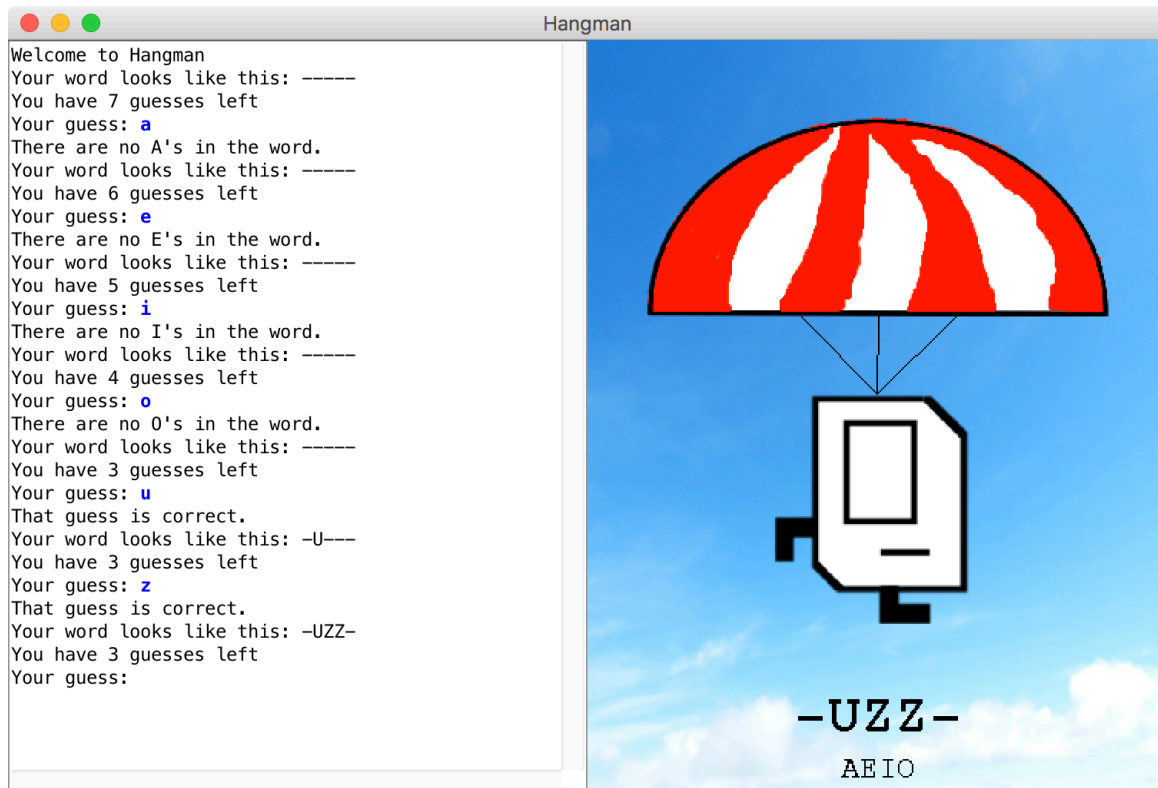 Hangman
Welcome to Hangman
Your word looks like this: -----
You have 7 guesses left
Your guess: a
There are no A's in the word.
Your word looks like this: -----
You have 6 guesses left
Your guess: e
There are no E's in the word.
Your word looks like this: -----
You have 5 guesses left
Your guess: i
There are no I's in the word.
Your word looks like this: -----
You have 4 guesses left
Your guess: o
There are no O's in the word.
Your word looks like this: -----
You have 3 guesses left
Your guess: u
That guess is correct.
Your word looks like this: -U---
You have 3 guesses left
Your guess: z
That guess is correct.
Your word looks like this: -UZZ-
You have 3 guesses left
Your guess:
-UZZ-
AEIO